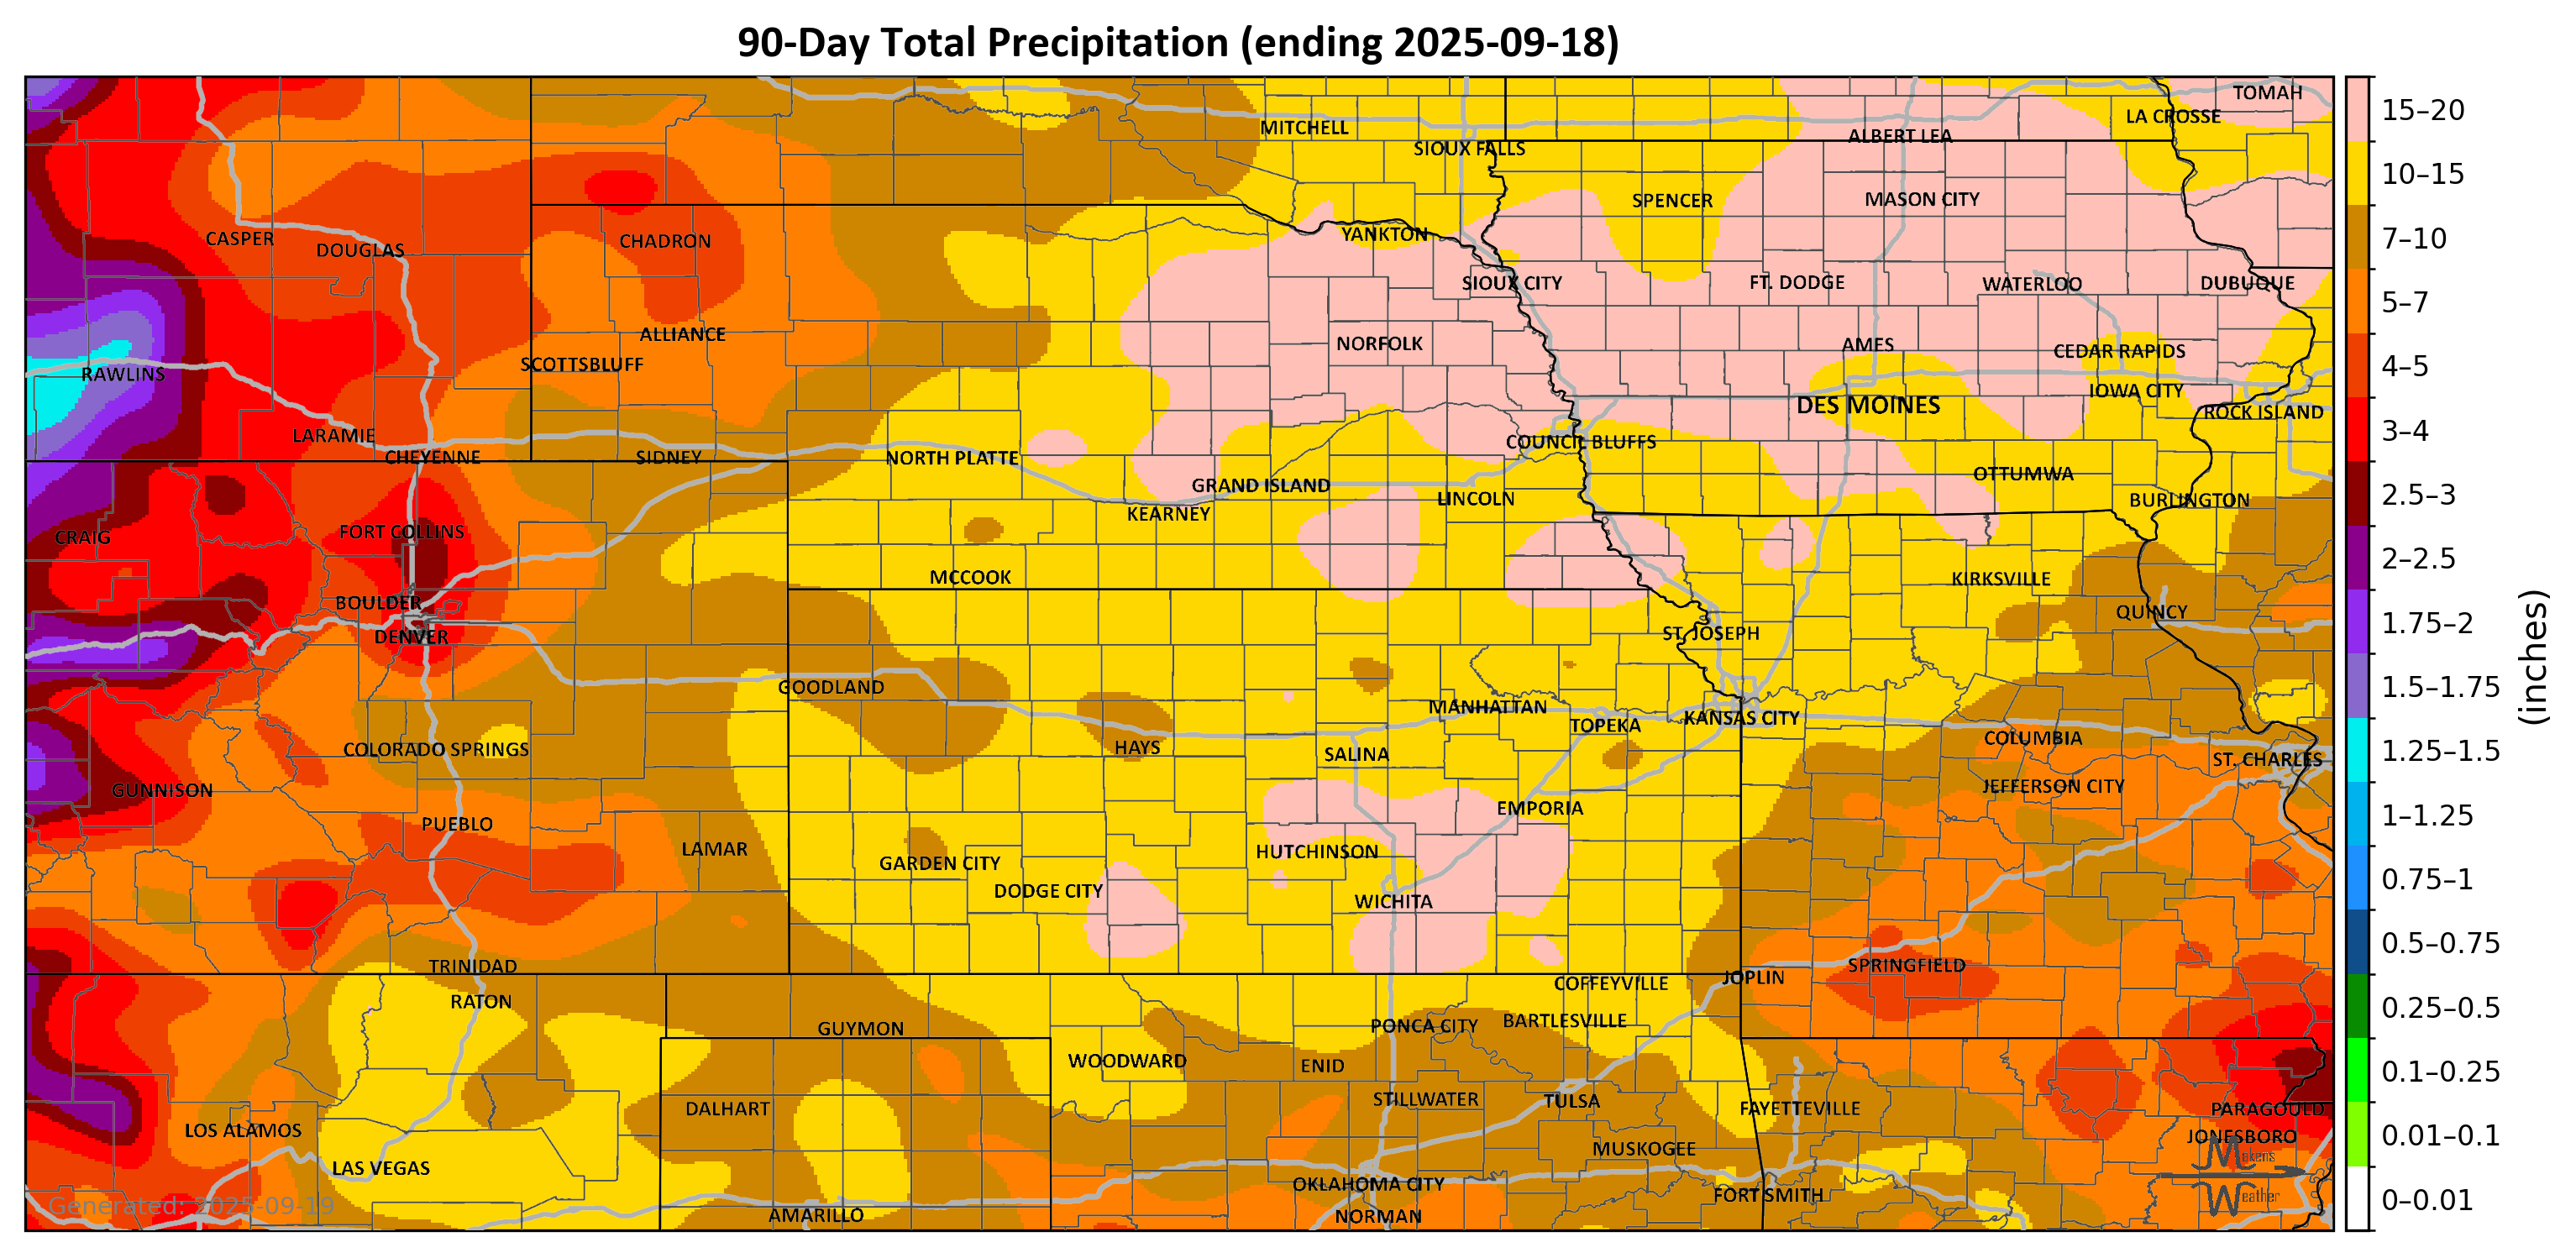 90-Day Total Precipitation (ending 2025-09-18)
TOMAH
LA CROSSE
MITCHELL
ALBERT LEA
SIOUX FALLS
SPENCER
MASON CITY
CASPER
DOUGLAS
CHADRON
YANKTON
SIOUX CITY
FT. DODGE
WATERLOO
DUBUQUE
ALLIANCE
NORFOLK
AMES
CEDAR RAPIDS
SCOTTSBLUFF
RAWLINS
IOWA CITY
DES MOINES
ROCK ISLAND
LARAMIE
COUNCIL BLUFFS
CHEYENNE
SIDNEY
NORTH PLATTE
OTTUMWA
GRAND ISLAND
LINCOLN
BURLINGTON
KEARNEY
FORT COLLINS
CRAIG
MCCOOK
KIRKSVILLE
BOULDER
QUINCY
DENVER
ST. JOSEPH
GOODLAND
MANHATTAN
TOPEKA
KANSAS CITY
COLUMBIA
COLORADO SPRINGS
HAYS
SALINA
ST. CHARLES
GUNNISON
JEFFERSON CITY
EMPORIA
PUEBLO
LAMAR
HUTCHINSON
GARDEN CITY
DODGE CITY
WICHITA
TRINIDAD
SPRINGFIELD
JOPLIN
COFFEYVILLE
RATON
GUYMON
PONCA CITY
BARTLESVILLE
WOODWARD
ENID
STILLWATER
TULSA
DALHART
FAYETTEVILLE
PARAGOULD
LOS ALAMOS
JONESBORO
MUSKOGEE
LAS VEGAS
OKLAHOMA CITY
FORT SMITH
AMARILLO
NORMAN
Generated: 2025-09-19
Makens
Weather
15–20
10–15
7–10
5–7
4–5
3–4
2.5–3
2–2.5
1.75–2
1.5–1.75
1.25–1.5
1–1.25
0.75–1
0.5–0.75
0.25–0.5
0.1–0.25
0.01–0.1
0–0.01
(inches)